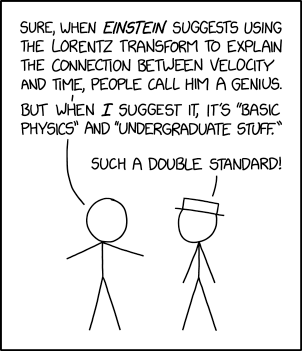 SURE, WHEN EINSTEIN SUGGESTS USING
THE LORENTZ TRANSFORM TO EXPLAIN
THE CONNECTION BETWEEN VELOCITY
AND TIME, PEOPLE CALL HIM A GENIUS.
BUT WHEN I SUGGEST IT, IT'S "BASIC
PHYSICS" AND "UNDERGRADUATE STUFF."
SUCH A DOUBLE STANDARD!